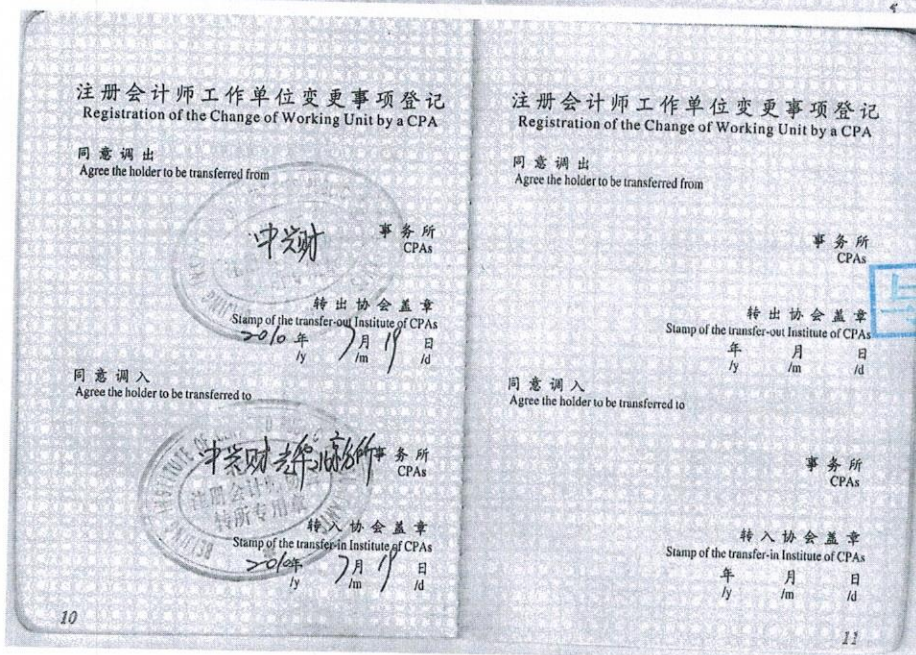 注册会计师工作单位变更事项登记
Registration of the Change of Working Unit by a CPA
同意调出
Agree the holder to be transferred from
中兴财
事务所
CPAs
转出协会盖章
Stamp of the transfer-out Institute of CPAs
2010年 7月 19日
/y /m /d
同意调入
Agree the holder to be transferred to
中兴财光华
事务所
CPAs
注册会计师
转所专用章
转入协会盖章
Stamp of the transfer-in Institute of CPAs
2010年 7月 19日
/y /m /d
10
注册会计师工作单位变更事项登记
Registration of the Change of Working Unit by a CPA
同意调出
Agree the holder to be transferred from
事务所
CPAs
转出协会盖章
Stamp of the transfer-out Institute of CPAs
年 月 日
/y /m /d
同意调入
Agree the holder to be transferred to
事务所
CPAs
转入协会盖章
Stamp of the transfer-in Institute of CPAs
年 月 日
/y /m /d
11